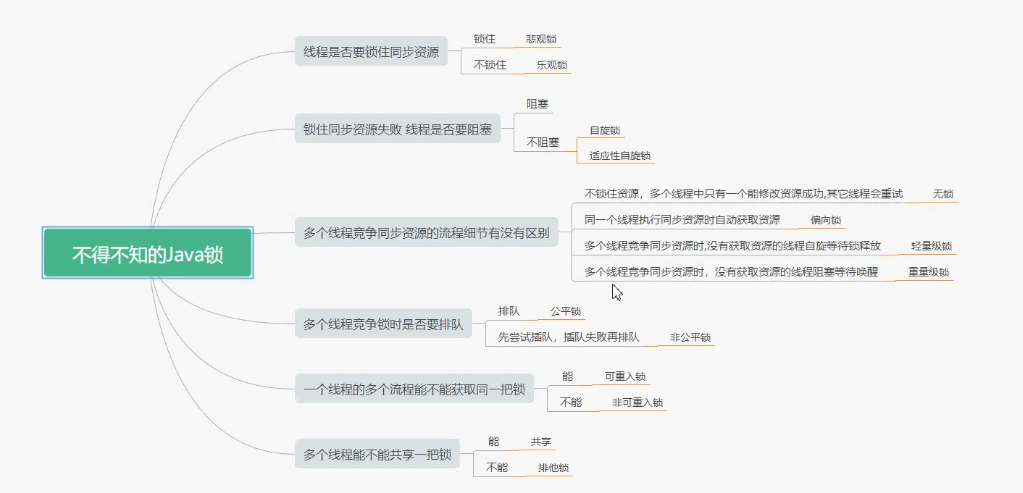 不得不知的Java锁
线程是否要锁住同步资源
锁住 悲观锁
不锁住 乐观锁
锁住同步资源失败 线程是否要阻塞
阻塞
不阻塞
自旋锁
适应性自旋锁
多个线程竞争同步资源的流程细节有没有区别
不锁住资源，多个线程中只有一个能修改资源成功,其它线程会重试 无锁
同一个线程执行同步资源时自动获取资源 偏向锁
多个线程竞争同步资源时,没有获取资源的线程自旋等待锁释放 轻量级锁
多个线程竞争同步资源时，没有获取资源的线程阻塞等待唤醒 重量级锁
多个线程竞争锁时是否要排队
排队 公平锁
先尝试插队，插队失败再排队 非公平锁
一个线程的多个流程能不能获取同一把锁
能 可重入锁
不能 非可重入锁
多个线程能不能共享一把锁
能 共享
不能 排他锁